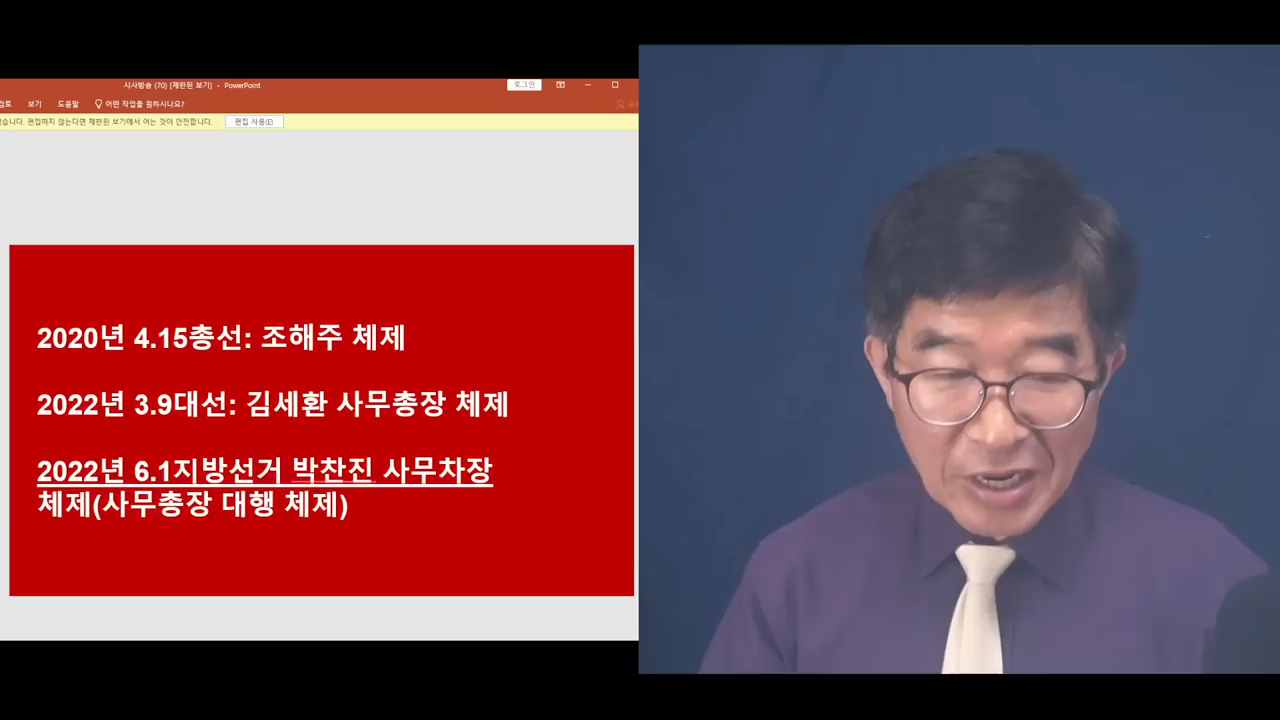 시사방송 (70) [제한된 보기] - PowerPoint
로그인
검토 보기 도움말 어떤 작업을 원하시나요?
습니다. 편집하지 않는다면 제한된 보기에서 여는 것이 안전합니다. 편집 사용(E)
2020년 4.15총선: 조해주 체제
2022년 3.9대선: 김세환 사무총장 체제
2022년 6.1지방선거 박찬진 사무차장
체제(사무총장 대행 체제)